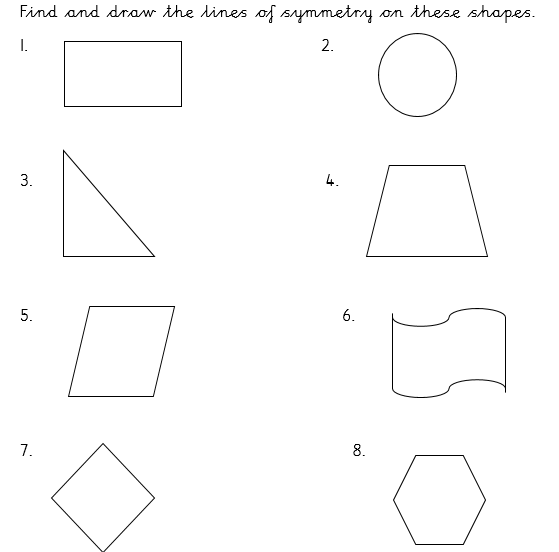 Find and draw the lines of symmetry on these shapes.
1. 2.
3. 4.
5. 6.
7. 8.